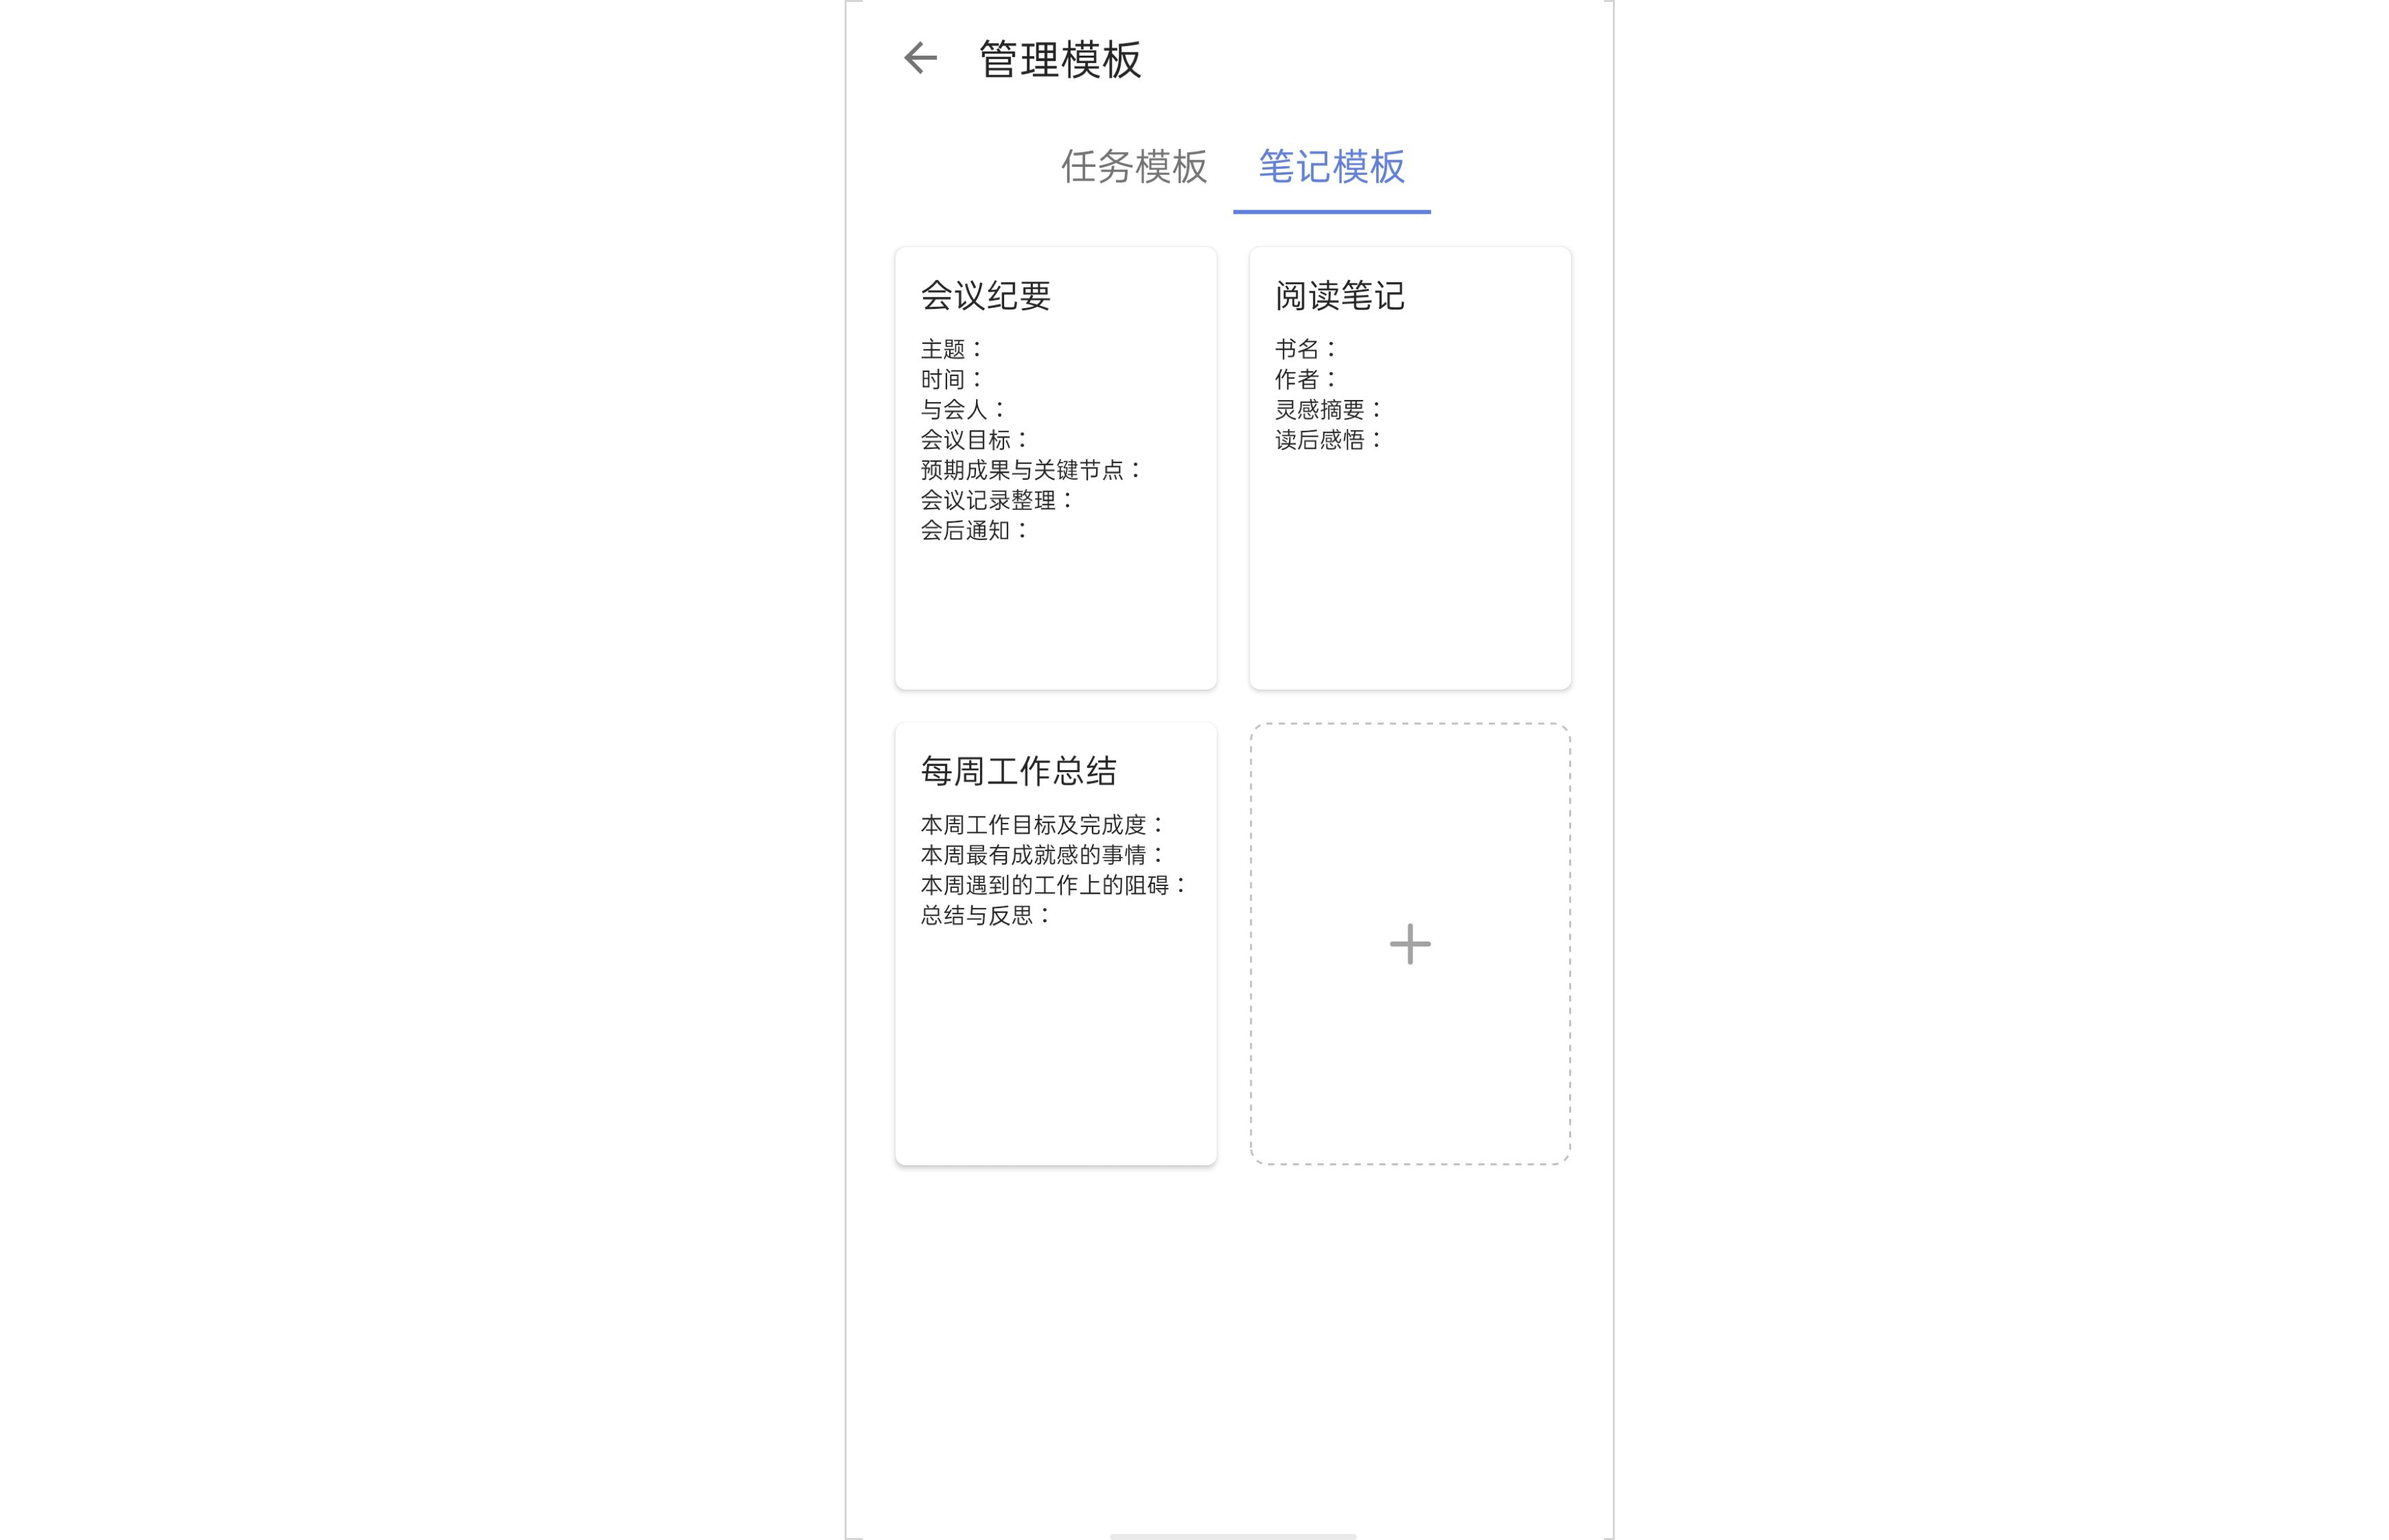 管理模板
任务模板 笔记模板
会议纪要
主题：
时间：
与会人：
会议目标：
预期成果与关键节点：
会议记录整理：
会后通知：
阅读笔记
书名：
作者：
灵感摘要：
读后感悟：
每周工作总结
本周工作目标及完成度：
本周最有成就感的事情：
本周遇到的工作上的阻碍：
总结与反思：